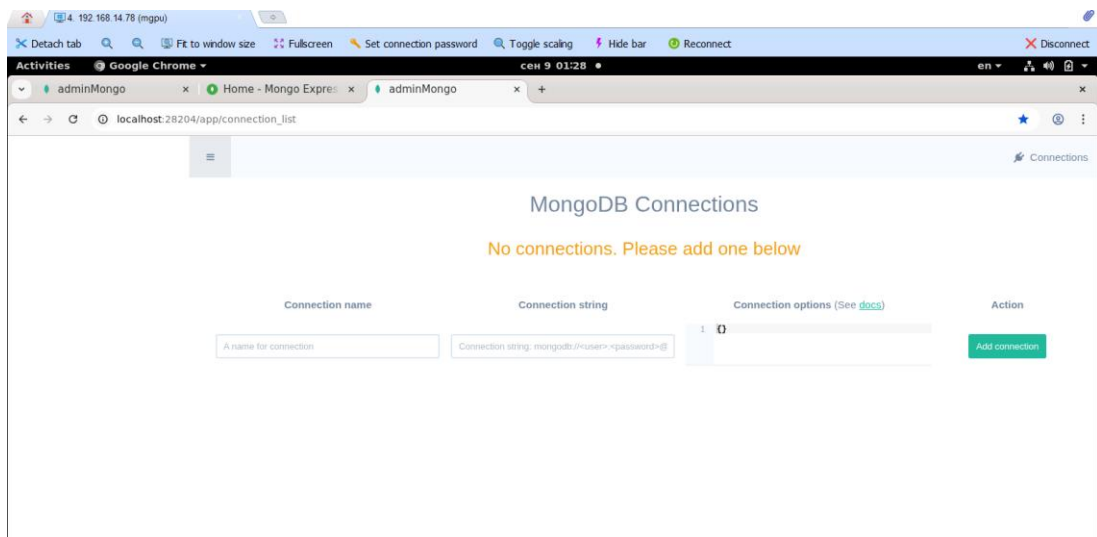 4. 192.168.14.78 (mgpu)
Detach tab Fit to window size Fullscreen Set connection password Toggle scaling Hide bar Reconnect Disconnect
Activities Google Chrome сен 9 01:28 en
adminMongo Home - Mongo Expres adminMongo
localhost:28204/app/connection_list
Connections
MongoDB Connections
No connections. Please add one below
Connection name Connection string Connection options (See docs) Action
1 {}
A name for connection Connection string: mongodb://<user>:<password>@ Add connection